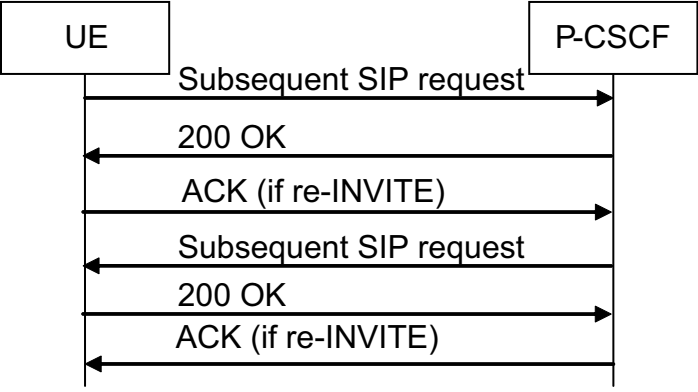 UE
P-CSCF
Subsequent SIP request
200 OK
ACK (if re-INVITE)
Subsequent SIP request
200 OK
ACK (if re-INVITE)